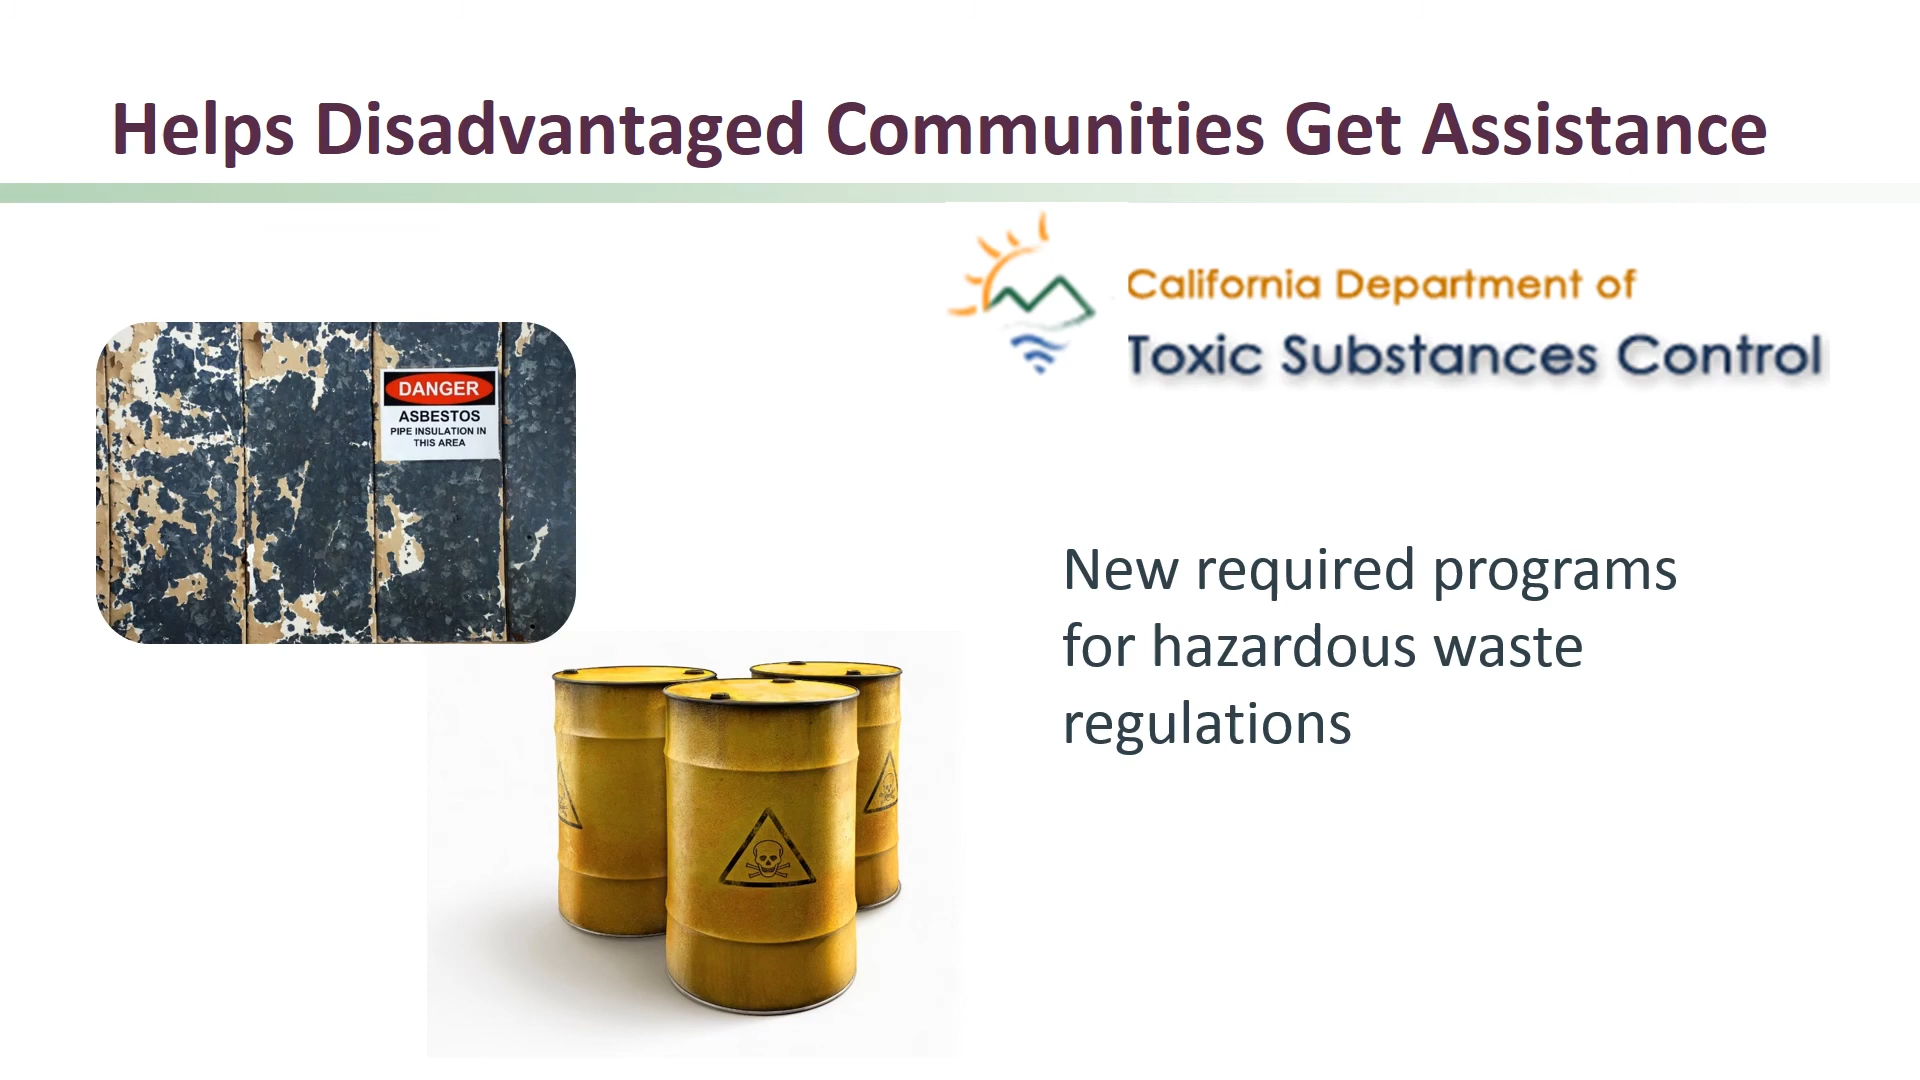 Helps Disadvantaged Communities Get Assistance
California Department of
Toxic Substances Control
DANGER
ASBESTOS
PIPE INSULATION IN
THIS AREA
New required programs
for hazardous waste
regulations